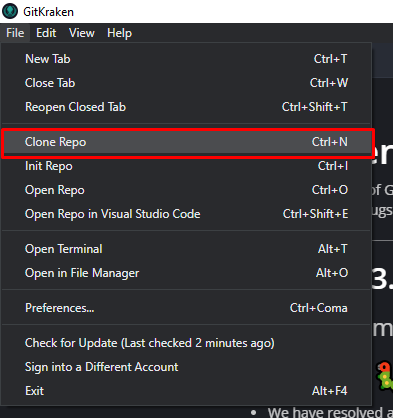 GitKraken
File Edit View Help
New Tab Ctrl+T
Close Tab Ctrl+W
Reopen Closed Tab Ctrl+Shift+T
Clone Repo Ctrl+N
Init Repo Ctrl+I
Open Repo Ctrl+O
Open Repo in Visual Studio Code Ctrl+Shift+E
Open Terminal Alt+T
Open in File Manager Alt+O
Preferences... Ctrl+Coma
Check for Update (Last checked 2 minutes ago)
Sign into a Different Account
Exit Alt+F4
of G
3.
We have resolved a